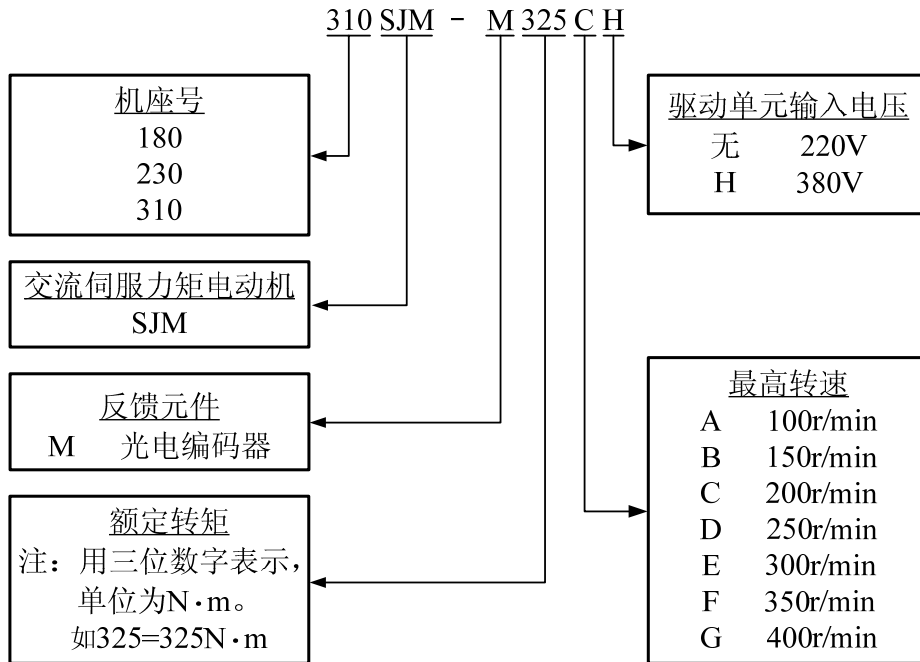 310 SJM - M 325 C H
机座号
180
230
310
交流伺服力矩电动机
SJM
反馈元件
M 光电编码器
额定转矩
注：用三位数字表示，
单位为N·m。
如325=325N·m
驱动单元输入电压
无 220V
H 380V
最高转速
A 100r/min
B 150r/min
C 200r/min
D 250r/min
E 300r/min
F 350r/min
G 400r/min